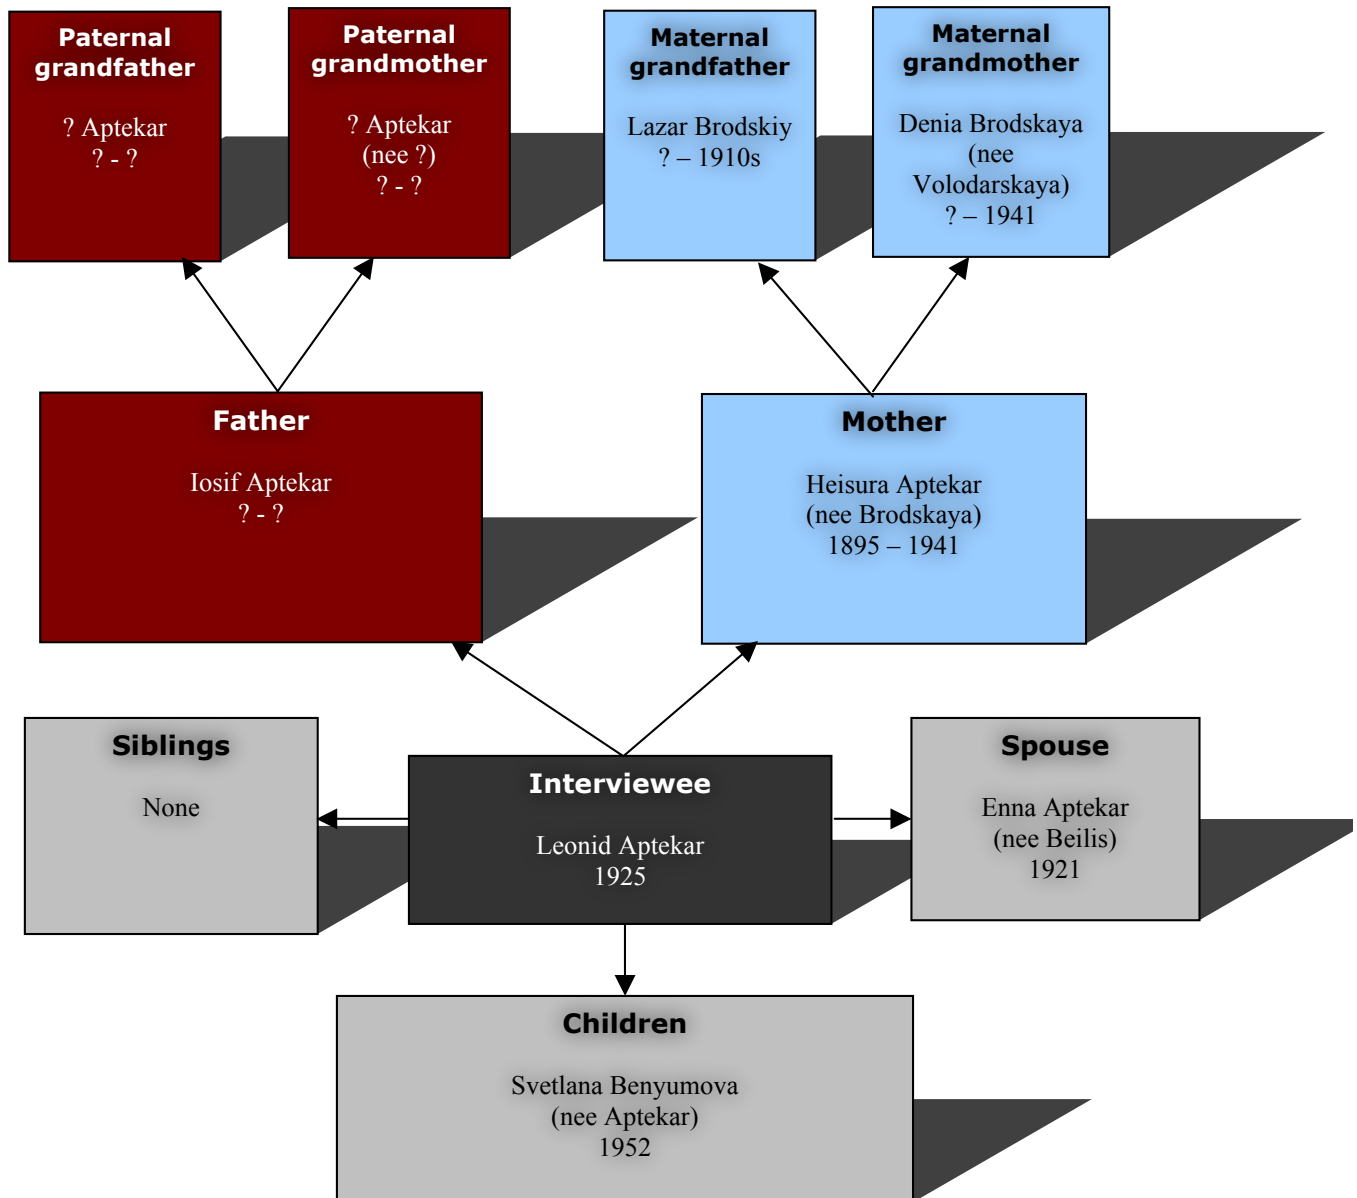 Paternal
grandfather
? Aptekar
? - ?
Paternal
grandmother
? Aptekar
(nee ?)
? - ?
Maternal
grandfather
Lazar Brodskiy
? – 1910s
Maternal
grandmother
Denia Brodskaya
(nee
Volodarskaya)
? – 1941
Father
Iosif Aptekar
? - ?
Mother
Heisura Aptekar
(nee Brodskaya)
1895 – 1941
Siblings
None
Interviewee
Leonid Aptekar
1925
Spouse
Enna Aptekar
(nee Beilis)
1921
Children
Svetlana Benyumova
(nee Aptekar)
1952